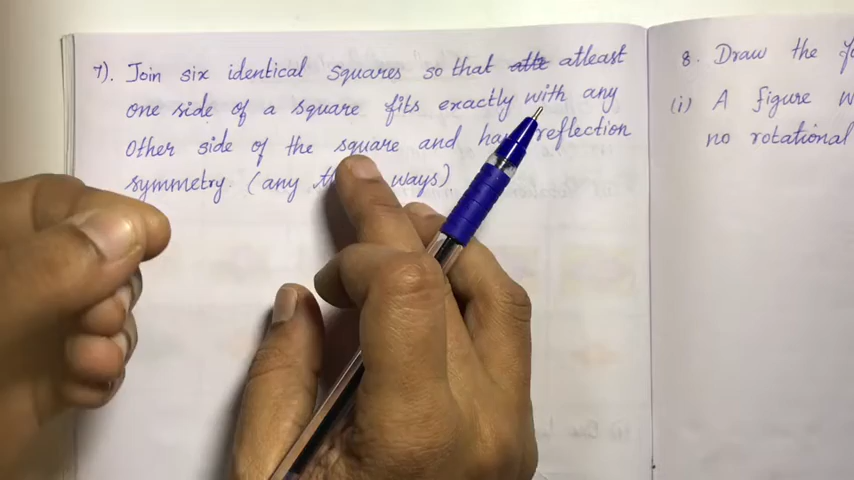 7). Join six identical squares so that atleast
one side of a square fits exactly with any
other side of the square and reflection
symmetry. (any ways)
8. Draw the
(i) A figure
no rotational